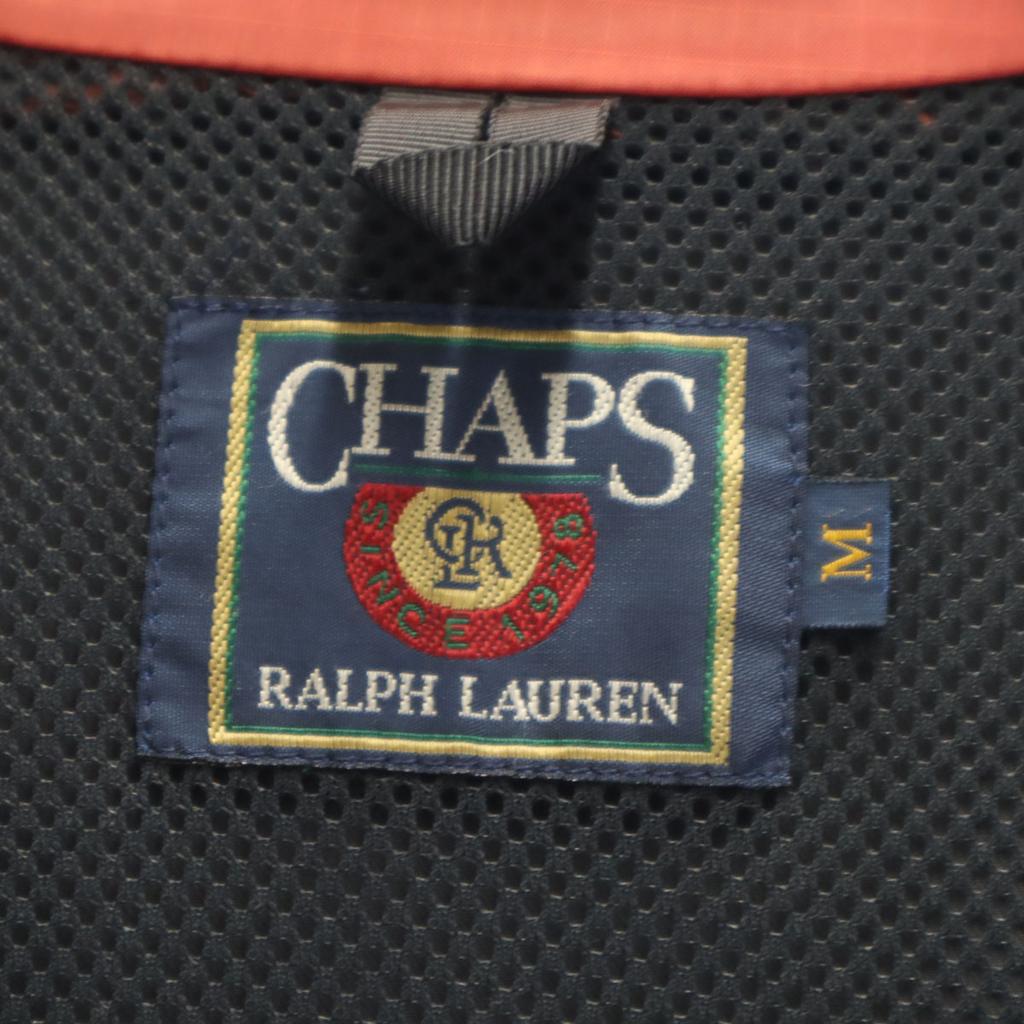 CHAPS
SINCE 1978
RALPH LAUREN
M